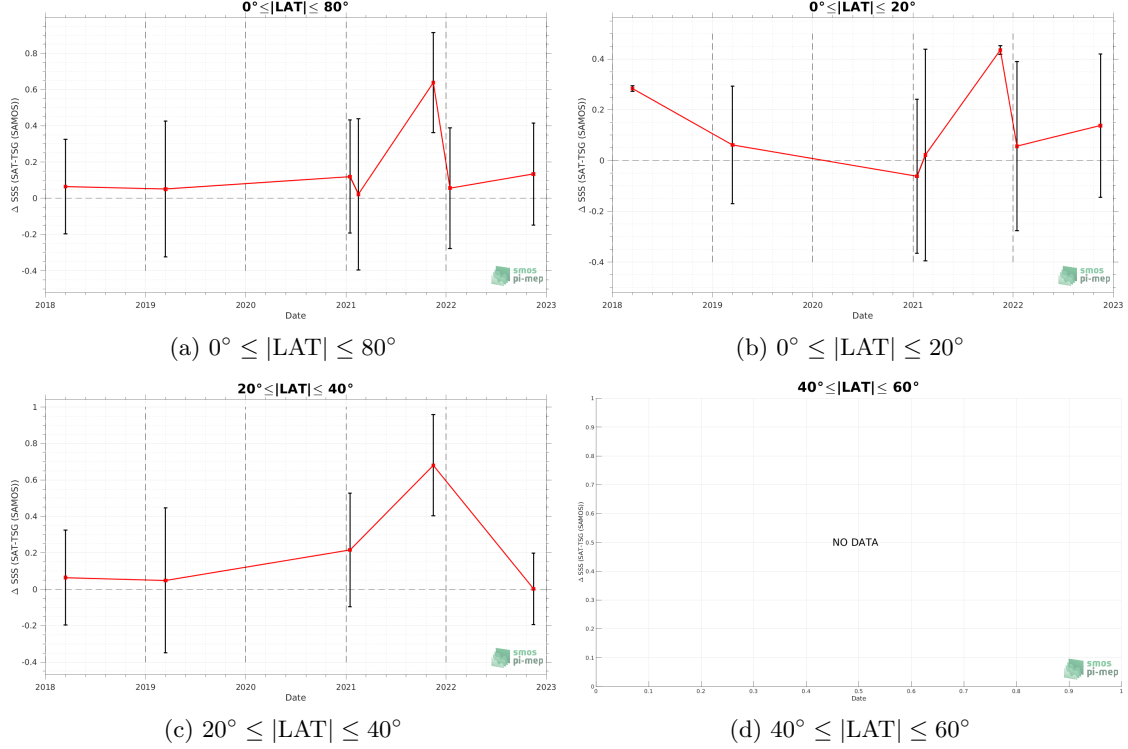 0°≤|LAT|≤ 80°
Δ SSS (SAT-TSG (SAMOS))
0.8
0.6
0.4
0.2
0
-0.2
-0.4
2018
2019
2020
2021
2022
2023
Date
smos
pi-mep
(a) 0° ≤ |LAT| ≤ 80°
0°≤|LAT|≤ 20°
Δ SSS (SAT-TSG (SAMOS))
0.4
0.2
0
-0.2
-0.4
2018
2019
2020
2021
2022
2023
Date
smos
pi-mep
(b) 0° ≤ |LAT| ≤ 20°
20°≤|LAT|≤ 40°
Δ SSS (SAT-TSG (SAMOS))
1
0.8
0.6
0.4
0.2
0
-0.2
-0.4
2018
2019
2020
2021
2022
2023
Date
smos
pi-mep
(c) 20° ≤ |LAT| ≤ 40°
40°≤|LAT|≤ 60°
Δ SSS (SAT-TSG (SAMOS))
1
0.9
0.8
0.7
0.6
0.5
0.4
0.3
0.2
0.1
0
NO DATA
0
0.1
0.2
0.3
0.4
0.5
0.6
0.7
0.8
0.9
1
Date
smos
pi-mep
(d) 40° ≤ |LAT| ≤ 60°